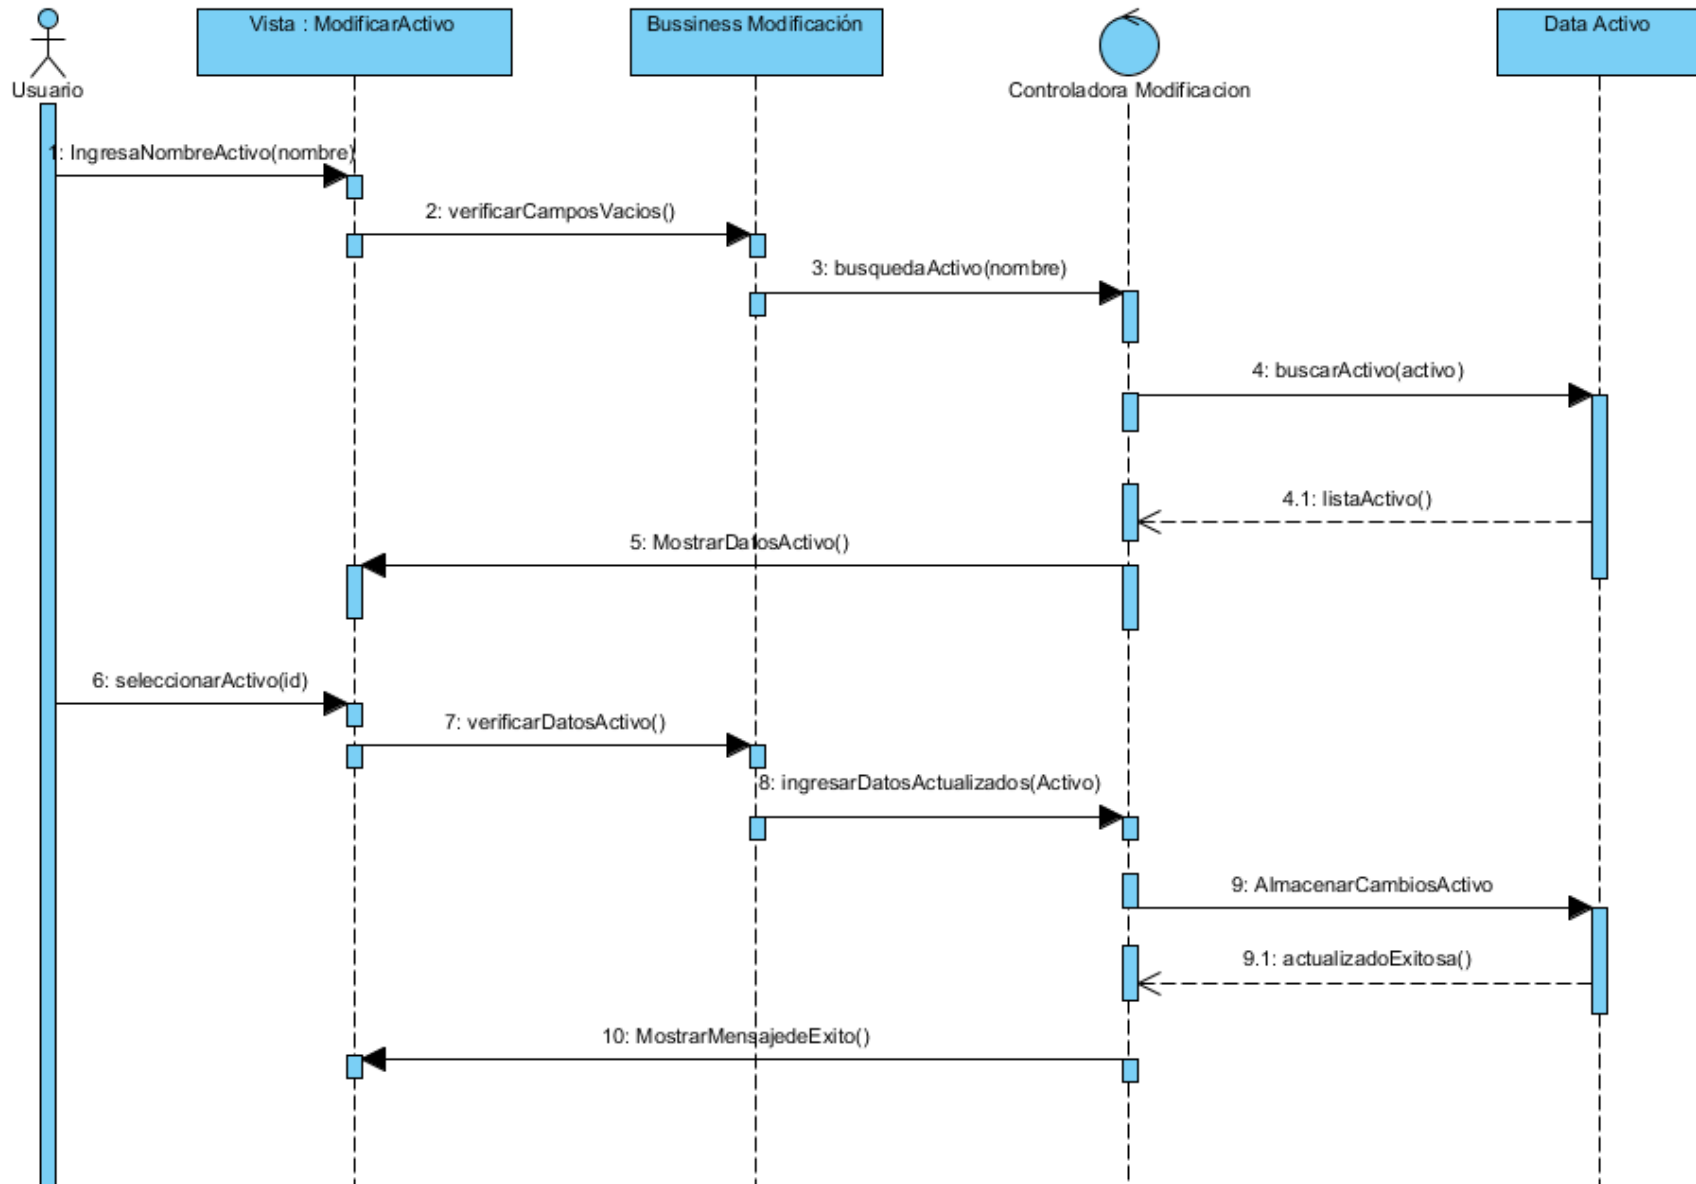 Vista : ModificarActivo
Bussiness Modificación
Data Activo
Usuario
Controladora Modificacion
1: IngresaNombreActivo(nombre)
2: verificarCamposVacios()
3: busquedaActivo(nombre)
4: buscarActivo(activo)
4.1: listaActivo()
5: MostrarDatosActivo()
6: seleccionarActivo(id)
7: verificarDatosActivo()
8: ingresarDatosActualizados(Activo)
9: AlmacenarCambiosActivo
9.1: actualizadoExitosa()
10: MostrarMensajedeExito()